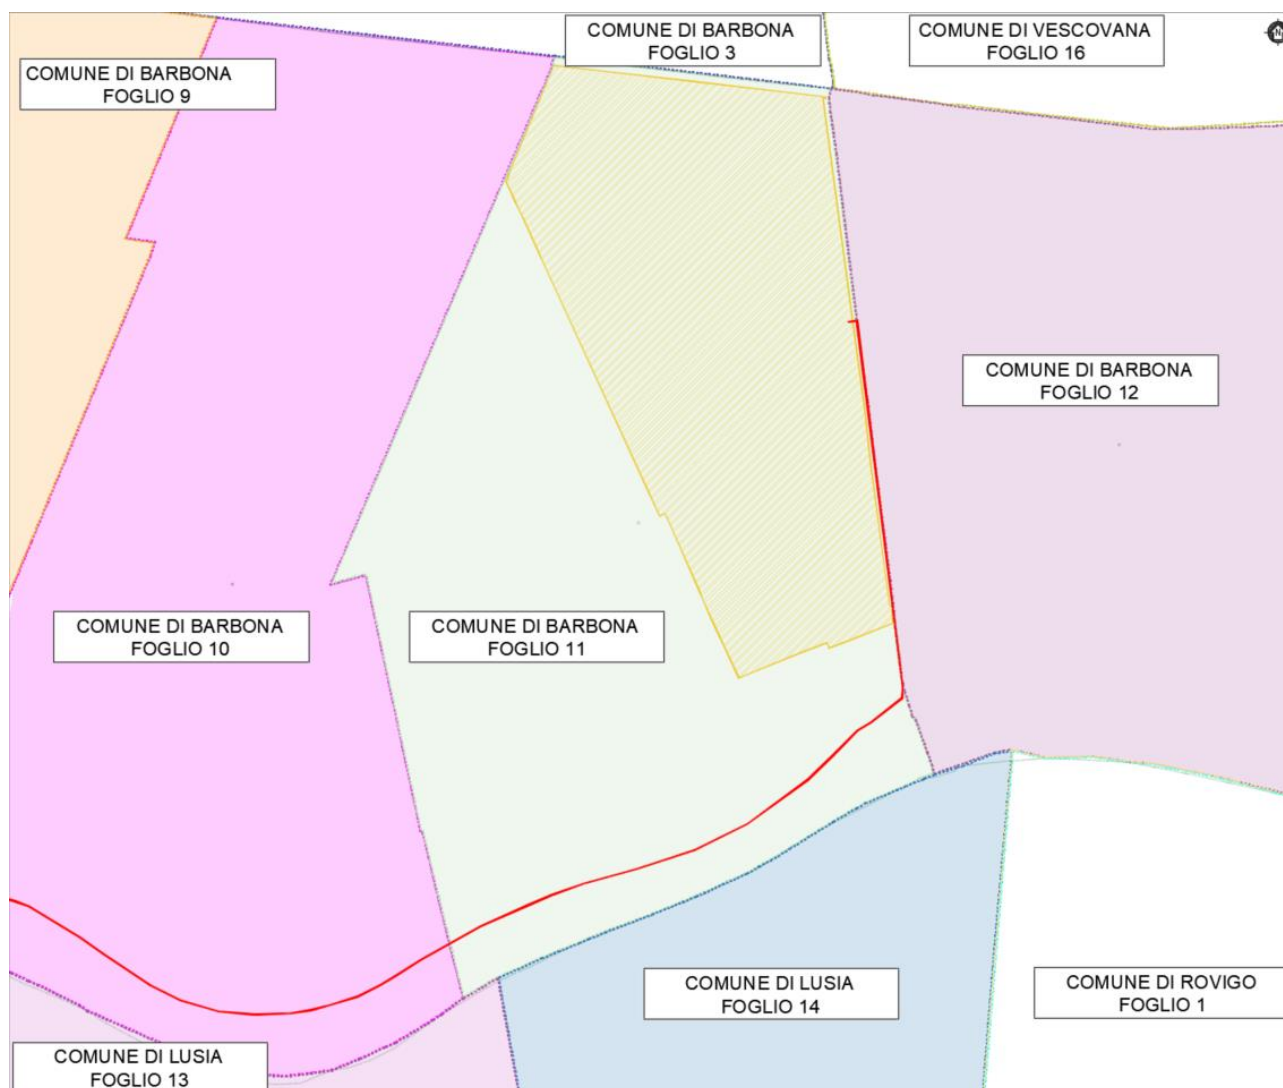 COMUNE DI BARBONA
FOGLIO 3
COMUNE DI VESCOVANA
FOGLIO 16
COMUNE DI BARBONA
FOGLIO 9
COMUNE DI BARBONA
FOGLIO 12
COMUNE DI BARBONA
FOGLIO 10
COMUNE DI BARBONA
FOGLIO 11
COMUNE DI LUSIA
FOGLIO 14
COMUNE DI ROVIGO
FOGLIO 1
COMUNE DI LUSIA
FOGLIO 13